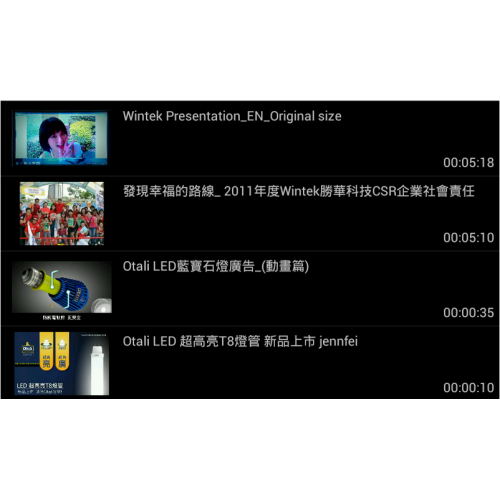 Wintek Presentation_EN_Original size
00:05:18
發現幸福的路線_ 2011年度Wintek勝華科技CSR企業社會責任
00:05:10
Otali LED藍寶石燈廣告_(動畫篇)
00:00:35
Otali LED 超高亮T8燈管 新品上市 jennfei
LED 超高亮T8燈管
00:00:10